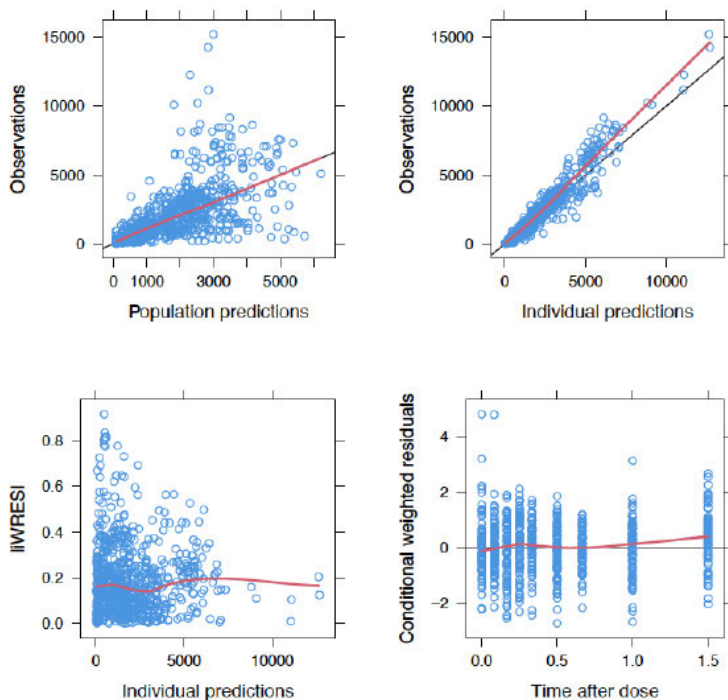 15000
10000
5000
0
Observations
0 1000 3000 5000
Population predictions
15000
10000
5000
0
Observations
0 5000 10000
Individual predictions
0.8
0.6
0.4
0.2
0.0
|iWRES|
0 5000 10000
Individual predictions
4
2
0
−2
Conditional weighted residuals
0.0 0.5 1.0 1.5
Time after dose